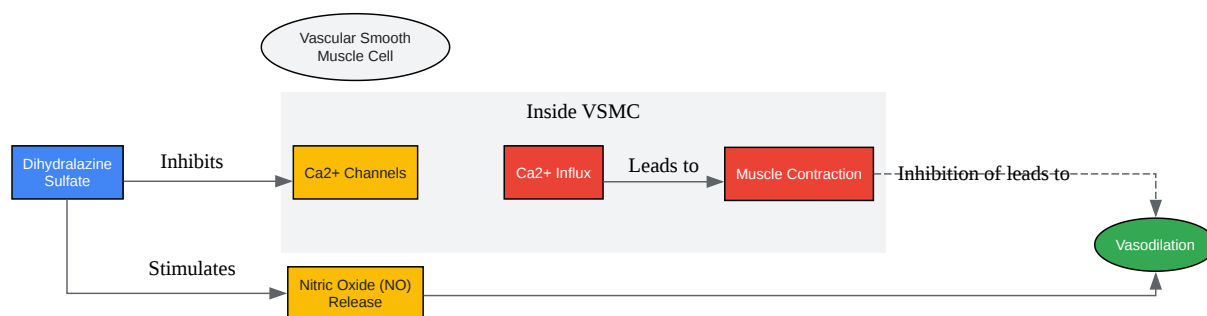 Vascular Smooth
Muscle Cell
Inside VSMC
Dihydralazine
Sulfate
Inhibits
Ca2+ Channels
Ca2+ Influx
Leads to
Muscle Contraction
Inhibition of leads to
Vasodilation
Stimulates
Nitric Oxide (NO)
Release